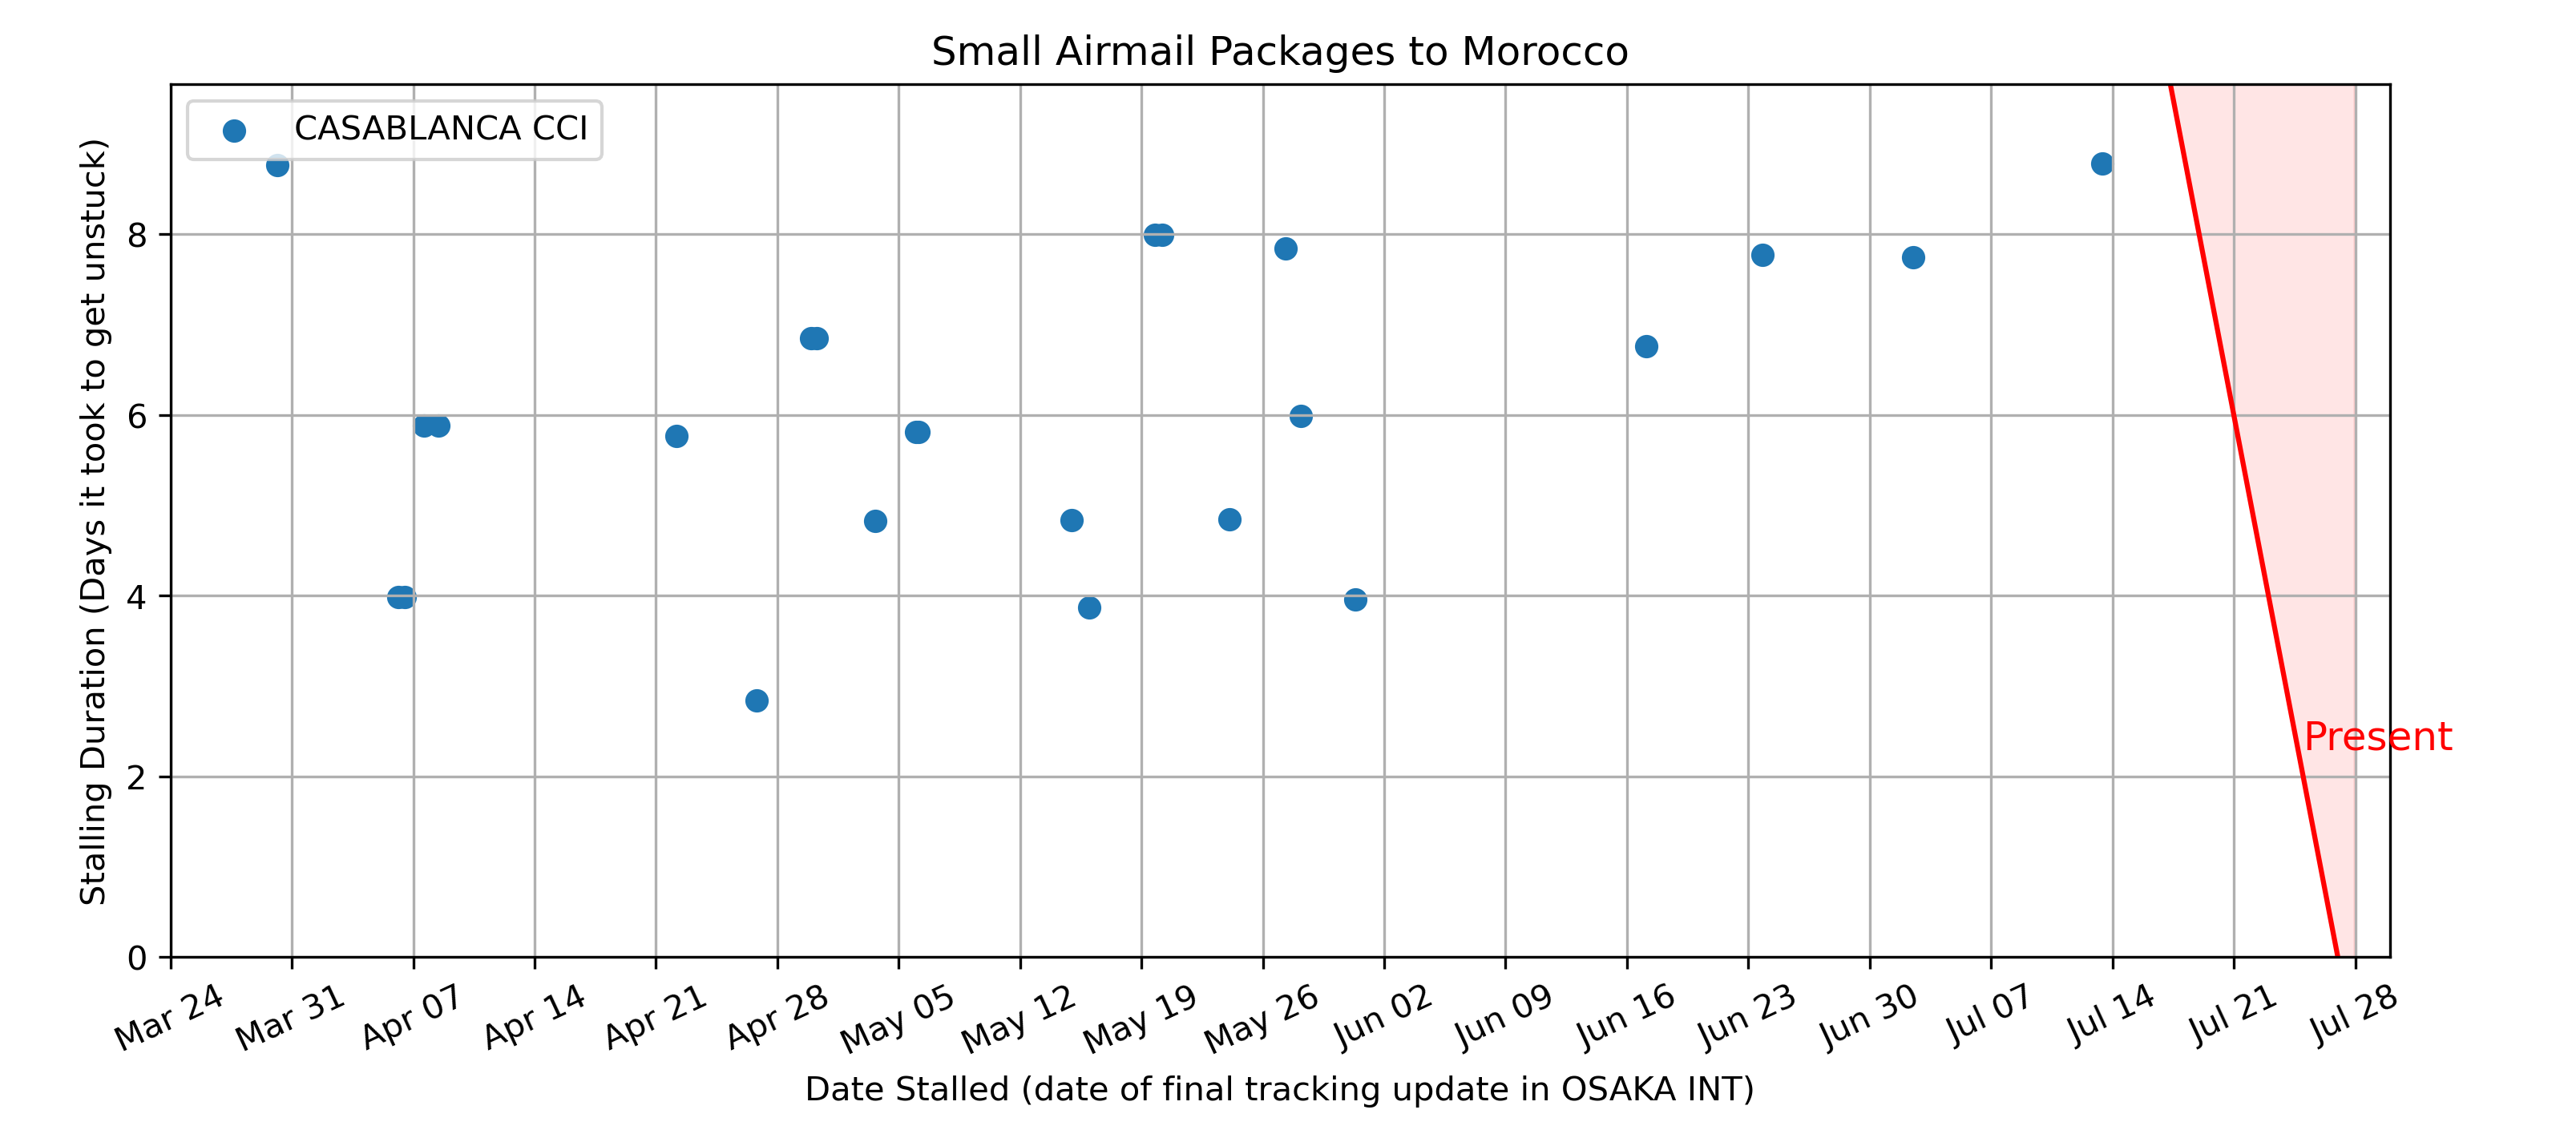 Small Airmail Packages to Morocco
CASABLANCA CCI
Stalling Duration (Days it took to get unstuck)
8
6
4
2
0
Present
Mar 24
Mar 31
Apr 07
Apr 14
Apr 21
Apr 28
May 05
May 12
May 19
May 26
Jun 02
Jun 09
Jun 16
Jun 23
Jun 30
Jul 07
Jul 14
Jul 21
Jul 28
Date Stalled (date of final tracking update in OSAKA INT)